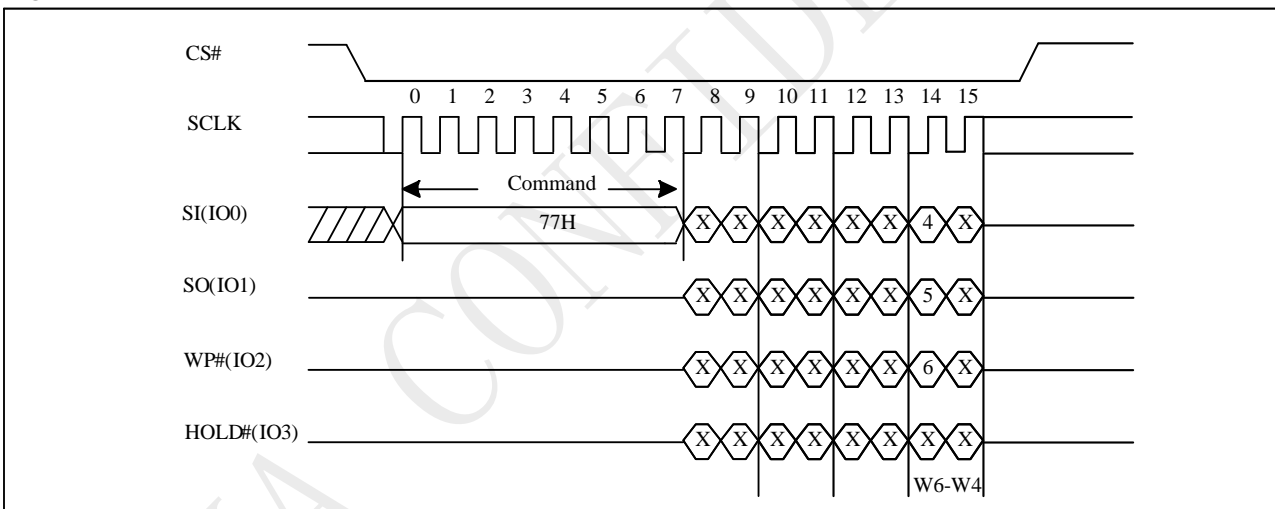 CS#
0 1 2 3 4 5 6 7 8 9 10 11 12 13 14 15
SCLK
Command
SI(IO0) 77H X X X X X X 4 X
SO(IO1) X X X X X X 5 X
WP#(IO2) X X X X X X 6 X
HOLD#(IO3) X X X X X X X X
W6-W4